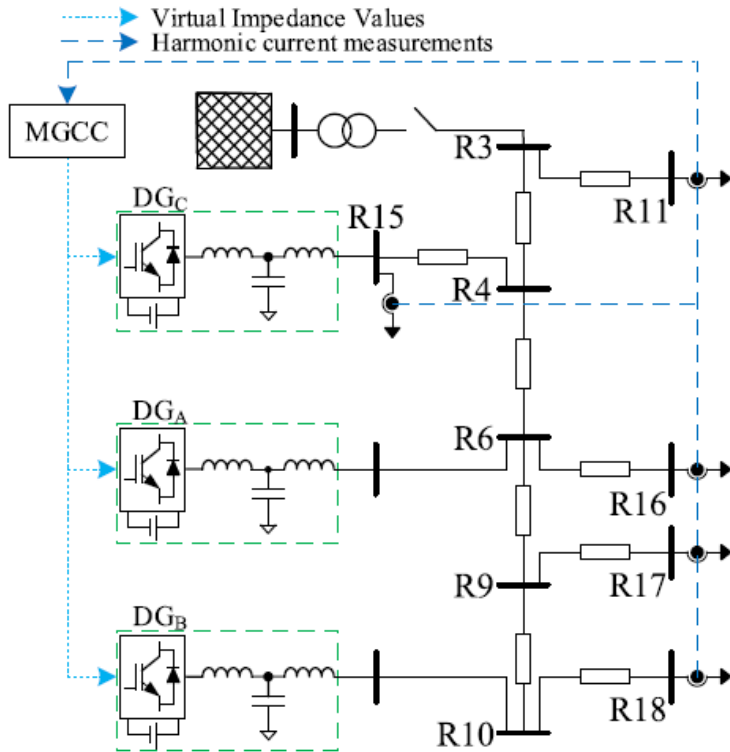 Virtual Impedance Values
Harmonic current measurements
MGCC
R3
R11
DGC
R15
R4
DGA
R6
R16
R17
R9
DGB
R18
R10